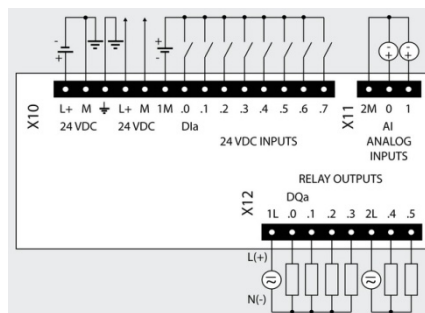 - + - +
X10
L+ M L+ M 1M .0 .1 .2 .3 .4 .5 .6 .7
24 VDC 24 VDC DIa
24 VDC INPUTS
X11
2M 0 1
AI
ANALOG
INPUTS
RELAY OUTPUTS
X12
DQa
1L .0 .1 .2 .3 2L .4 .5
L(+)
N(-)